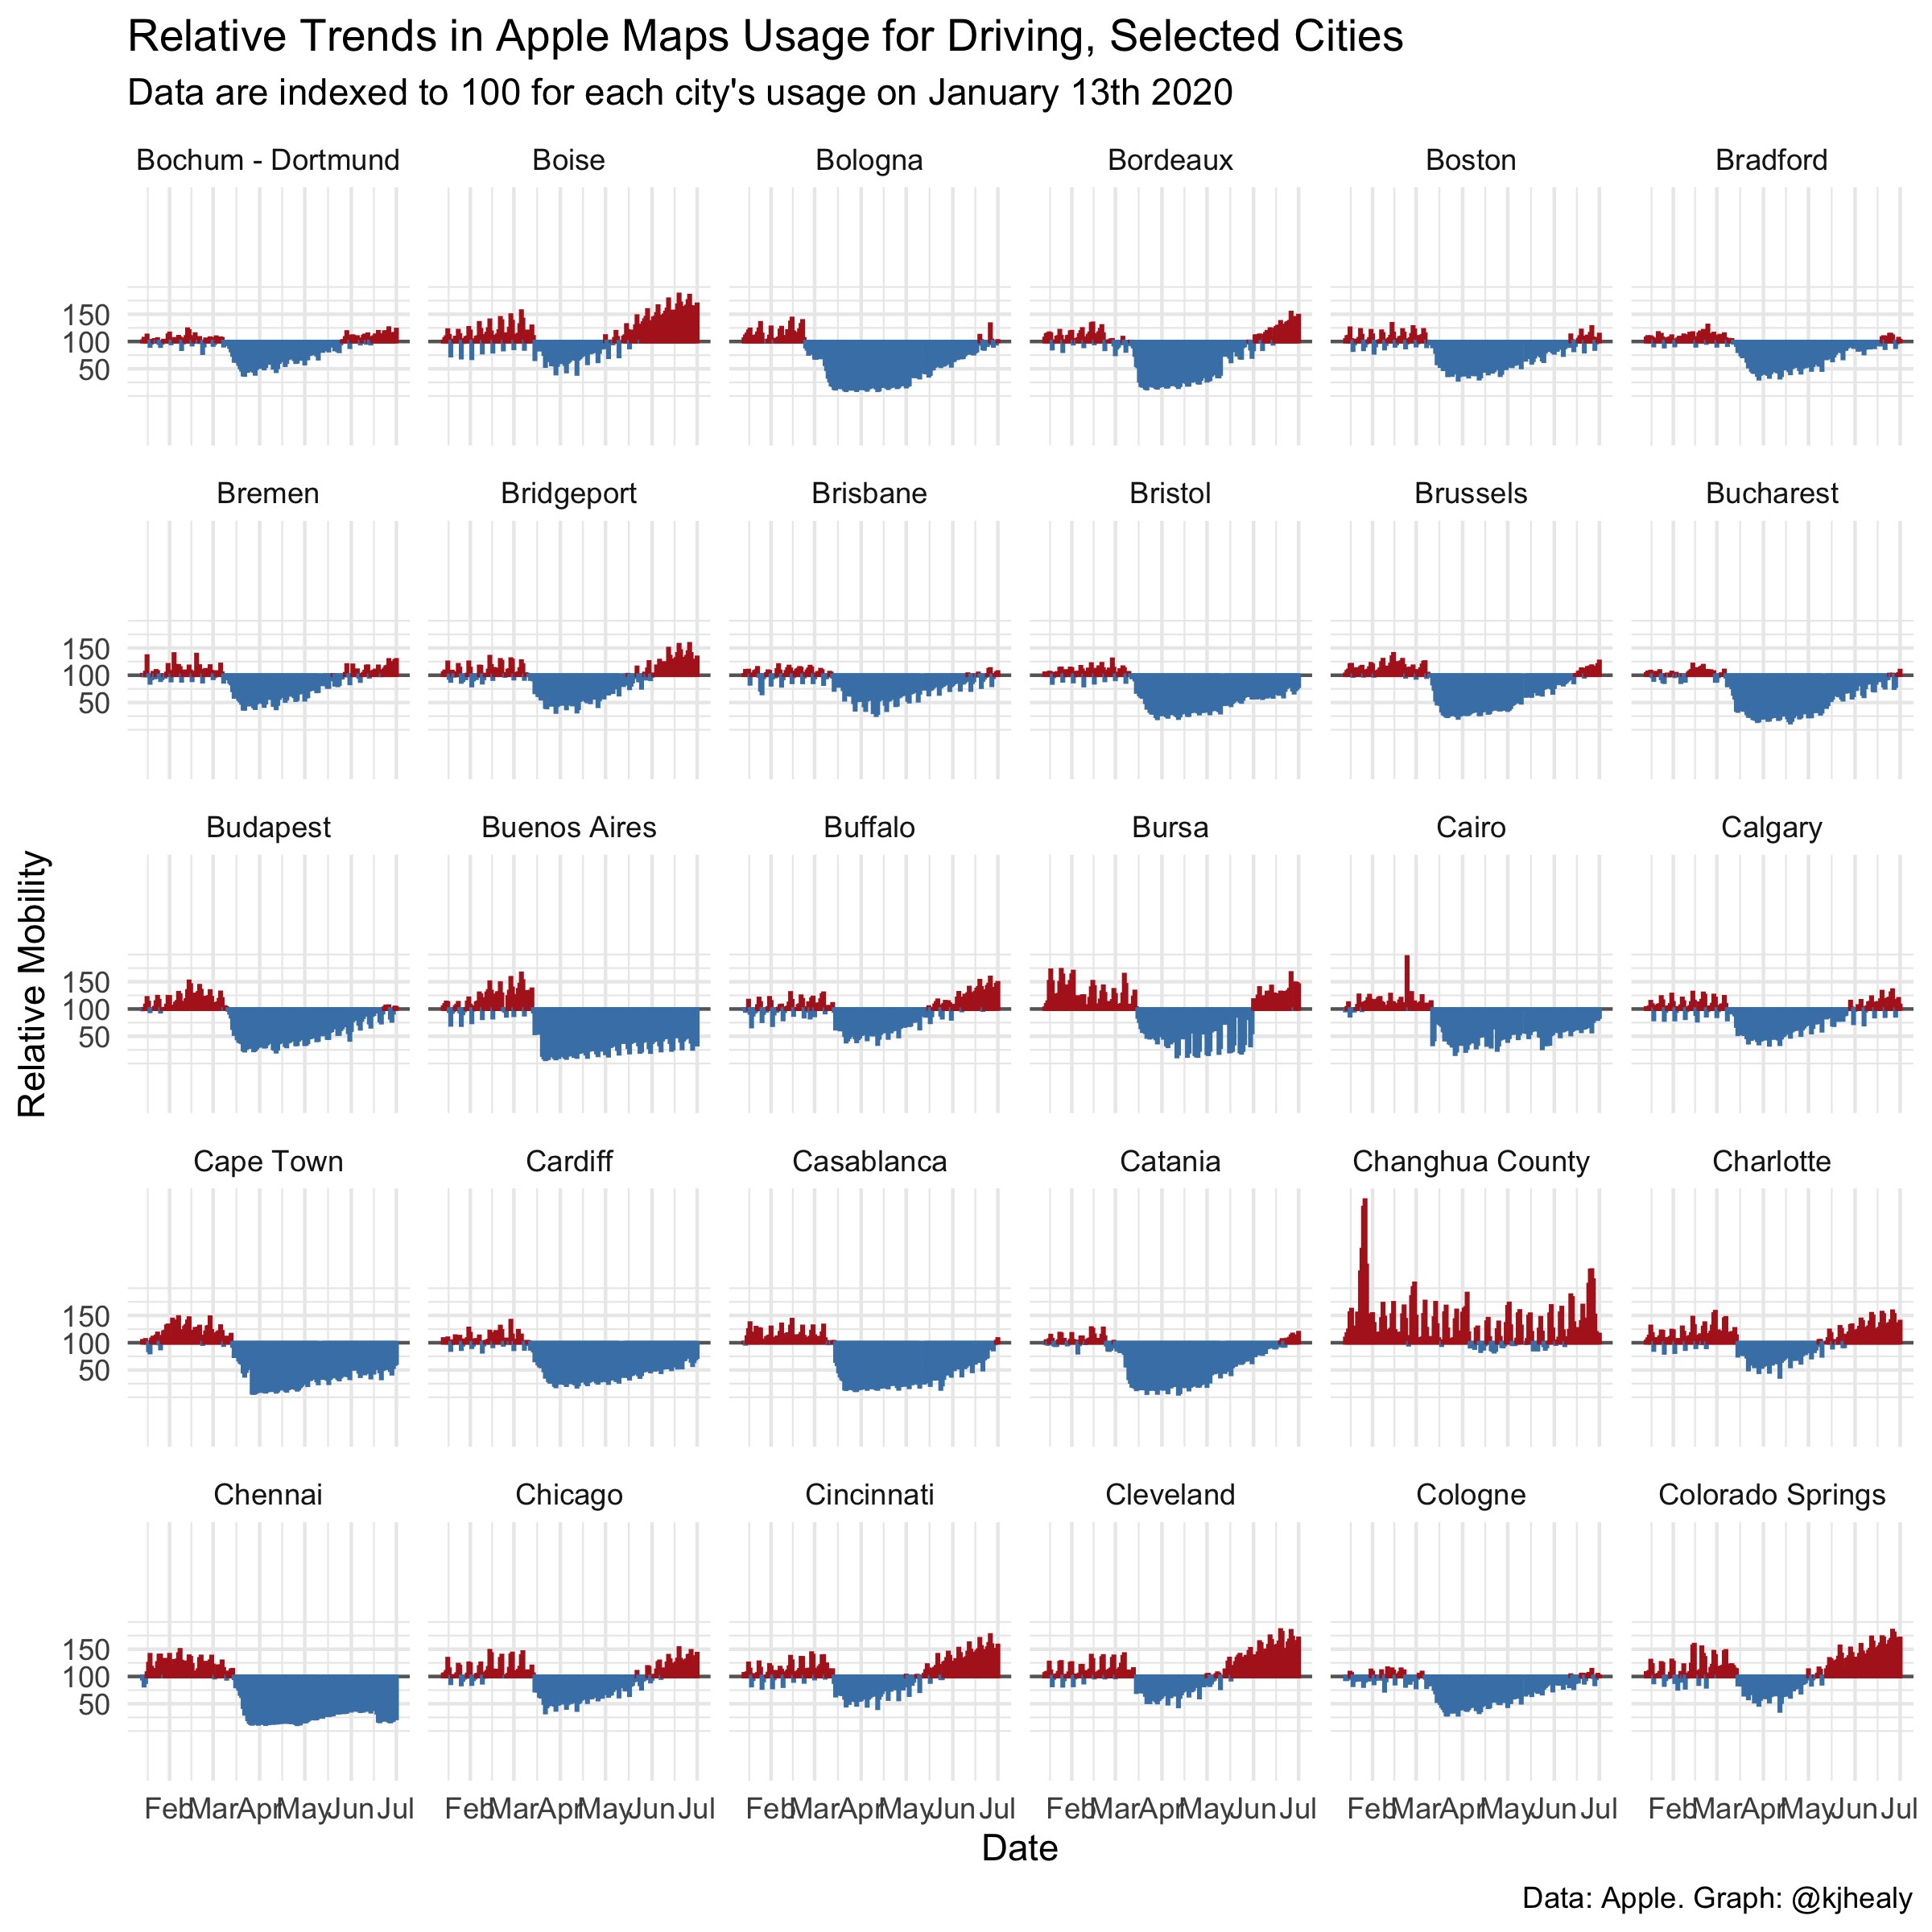 Relative Trends in Apple Maps Usage for Driving, Selected Cities
Data are indexed to 100 for each city's usage on January 13th 2020
Bochum - Dortmund Boise Bologna Bordeaux Boston Bradford
150
100
50
Bremen Bridgeport Brisbane Bristol Brussels Bucharest
150
100
50
Budapest Buenos Aires Buffalo Bursa Cairo Calgary
150
100
50
Relative Mobility
Cape Town Cardiff Casablanca Catania Changhua County Charlotte
150
100
50
Chennai Chicago Cincinnati Cleveland Cologne Colorado Springs
150
100
50
Feb Mar Apr May Jun Jul Feb Mar Apr May Jun Jul Feb Mar Apr May Jun Jul Feb Mar Apr May Jun Jul Feb Mar Apr May Jun Jul Feb Mar Apr May Jun Jul
Date
Data: Apple. Graph: @kjhealy